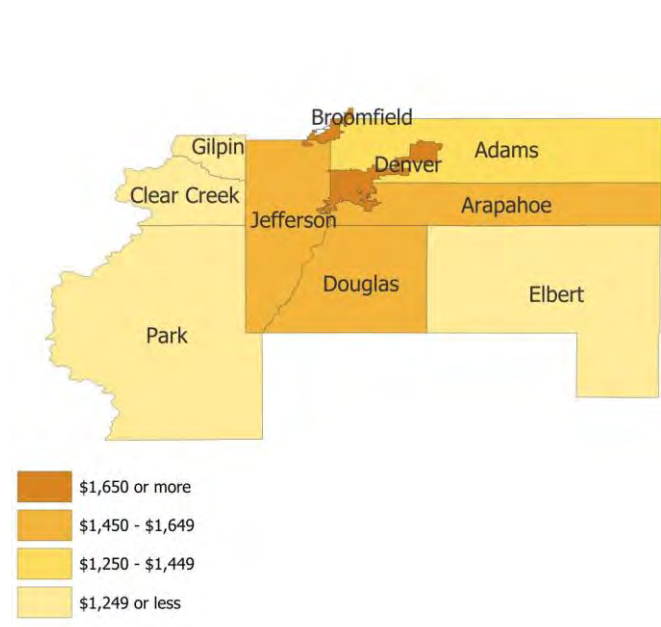 Broomfield
Gilpin
Denver
Adams
Clear Creek
Jefferson
Arapahoe
Douglas
Elbert
Park
$1,650 or more
$1,450 - $1,649
$1,250 - $1,449
$1,249 or less